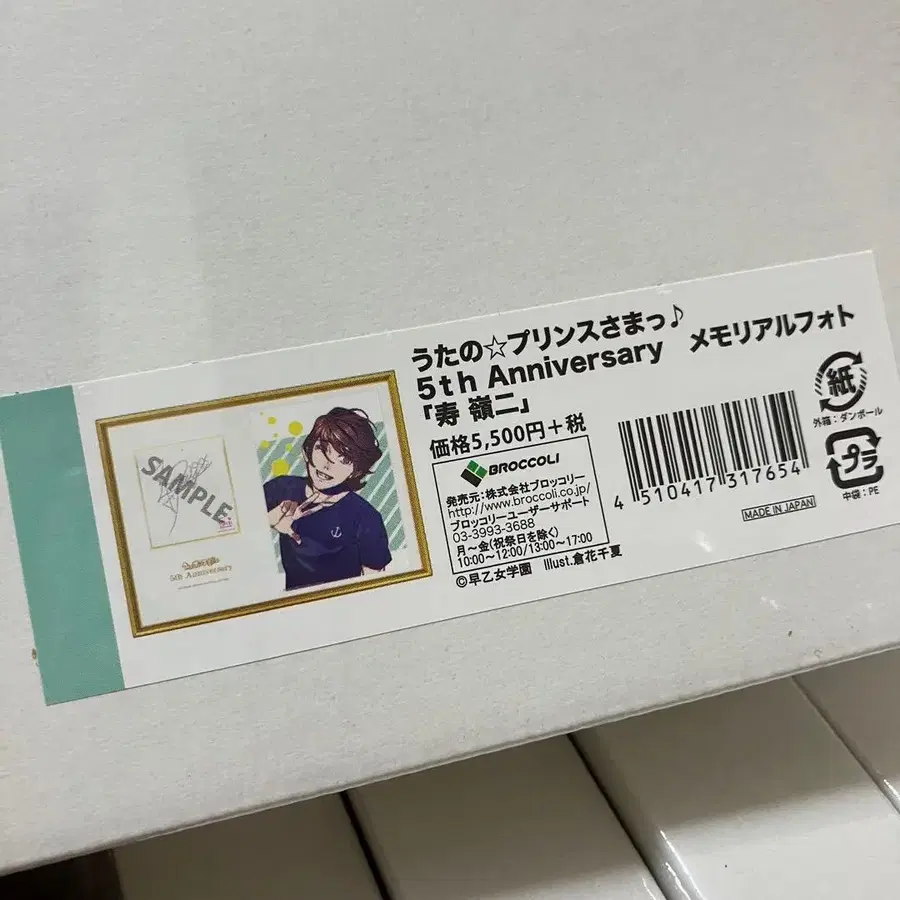 うたの☆プリンスさまっ♪
5th Anniversary メモリアルフォト
「寿 嶺二」
価格5,500円+税
BROCCOLI
発売元:株式会社ブロッコリー
http://www.broccoli.co.jp/
ブロッコリーユーザーサポート
03-3993-3688
月〜金(祝祭日を除く)
10:00〜12:00/13:00〜17:00
©早乙女学園 Illust.倉花千夏
4 510417 317654
MADE IN JAPAN
紙
外箱:ダンボール
プラ
中袋:PE
SAMPLE
5th Anniversary